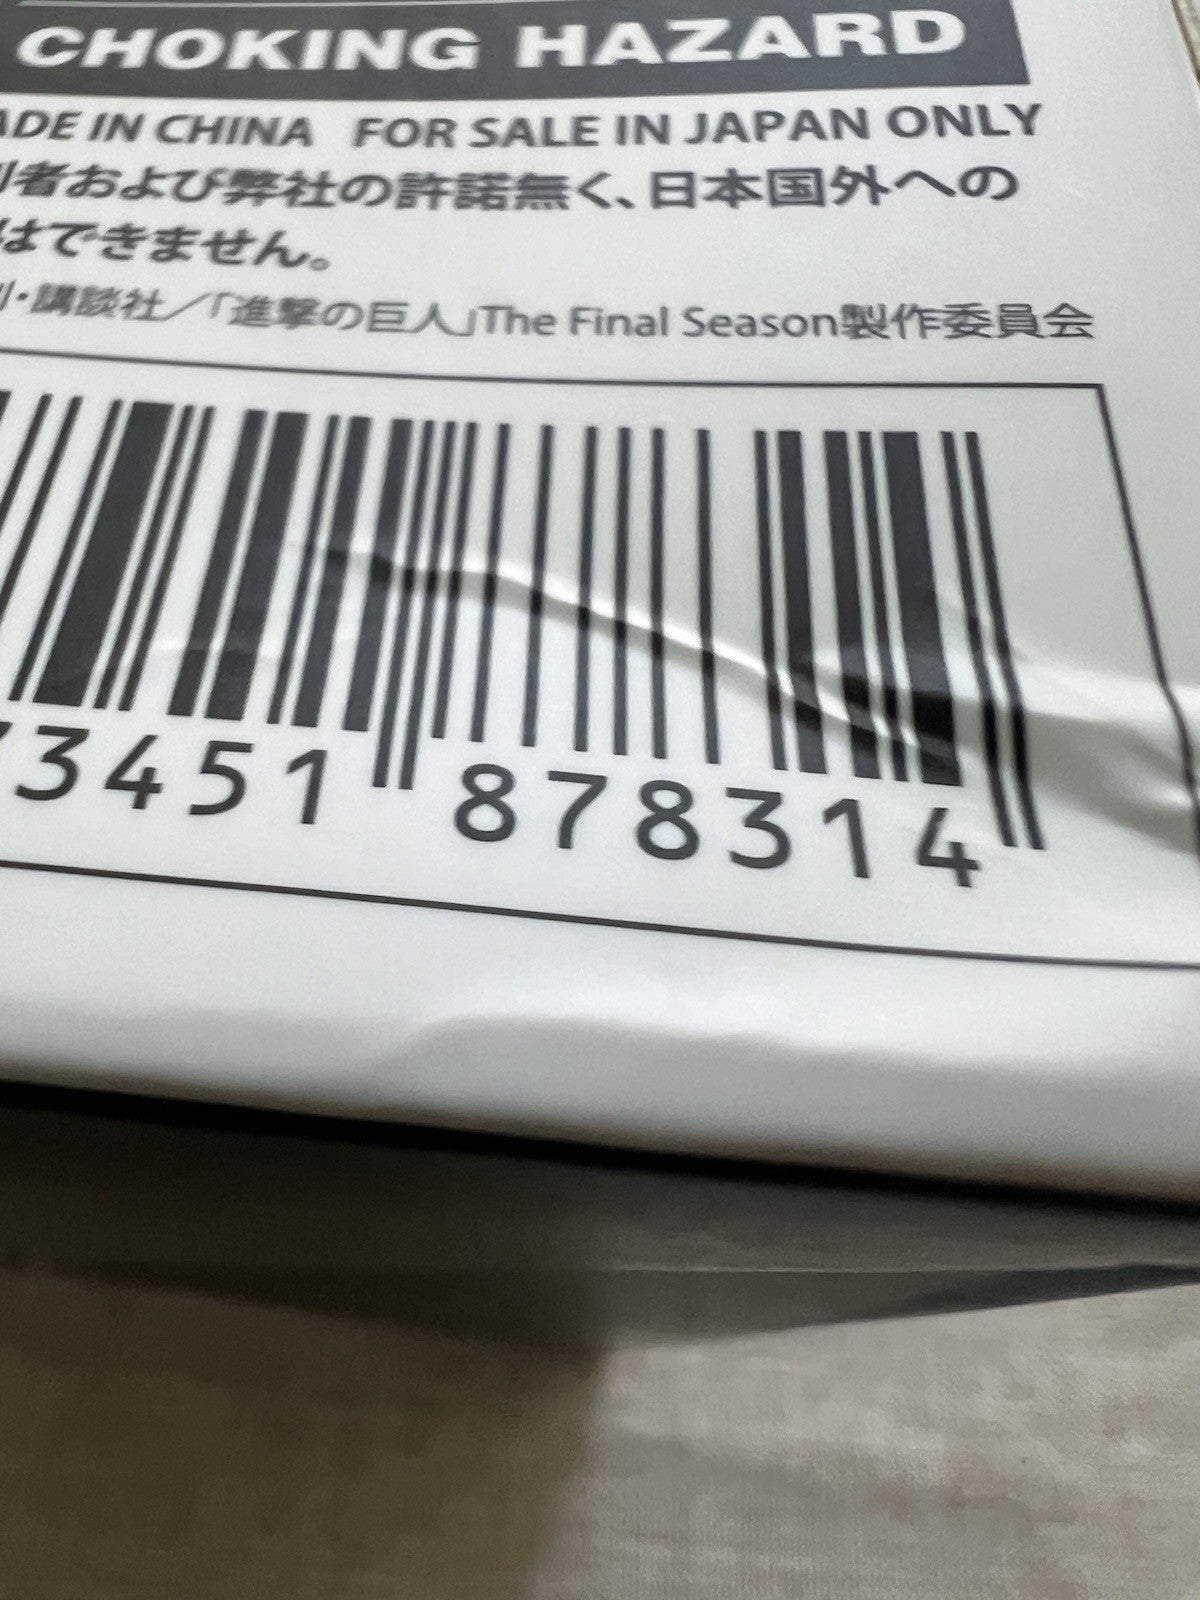 CHOKING HAZARD
MADE IN CHINA FOR SALE IN JAPAN ONLY
者および弊社の許諾無く、日本国外への
はできません。
・講談社／「進撃の巨人」The Final Season製作委員会
3451 878314